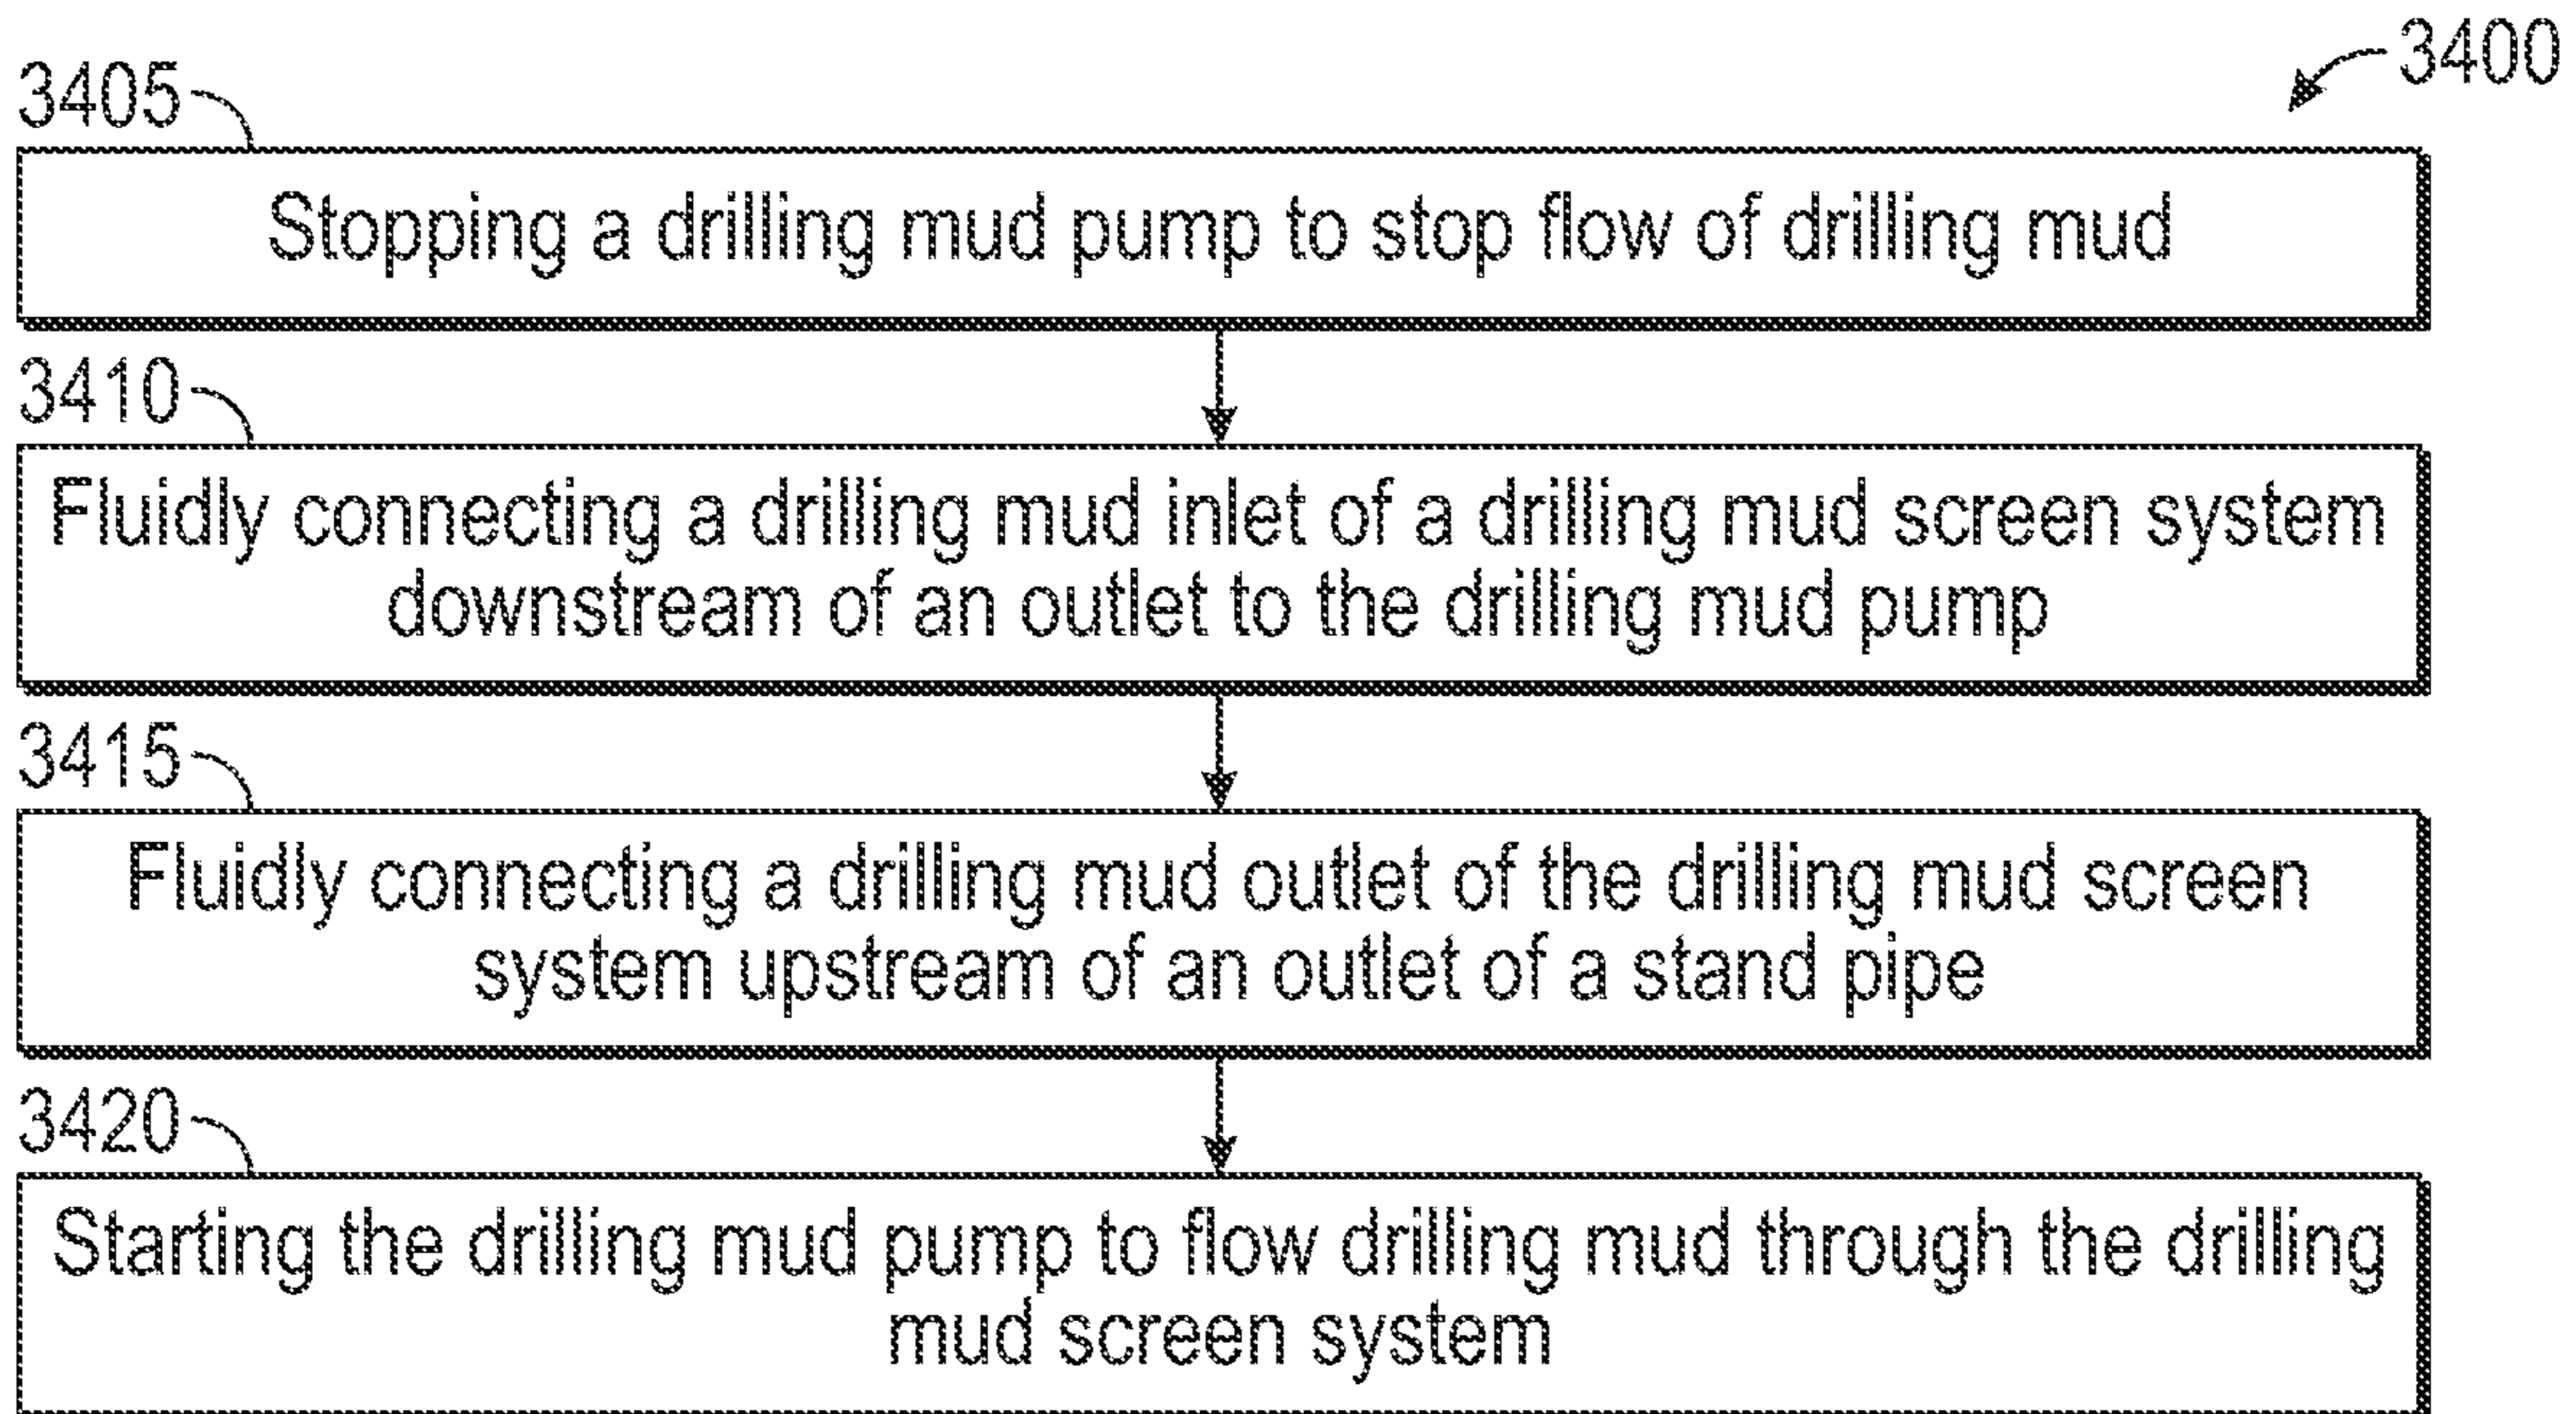 3400
3405
Stopping a drilling mud pump to stop flow of drilling mud
3410
Fluidly connecting a drilling mud inlet of a drilling mud screen system
downstream of an outlet to the drilling mud pump
3415
Fluidly connecting a drilling mud outlet of the drilling mud screen
system upstream of an outlet of a stand pipe
3420
Starting the drilling mud pump to flow drilling mud through the drilling
mud screen system